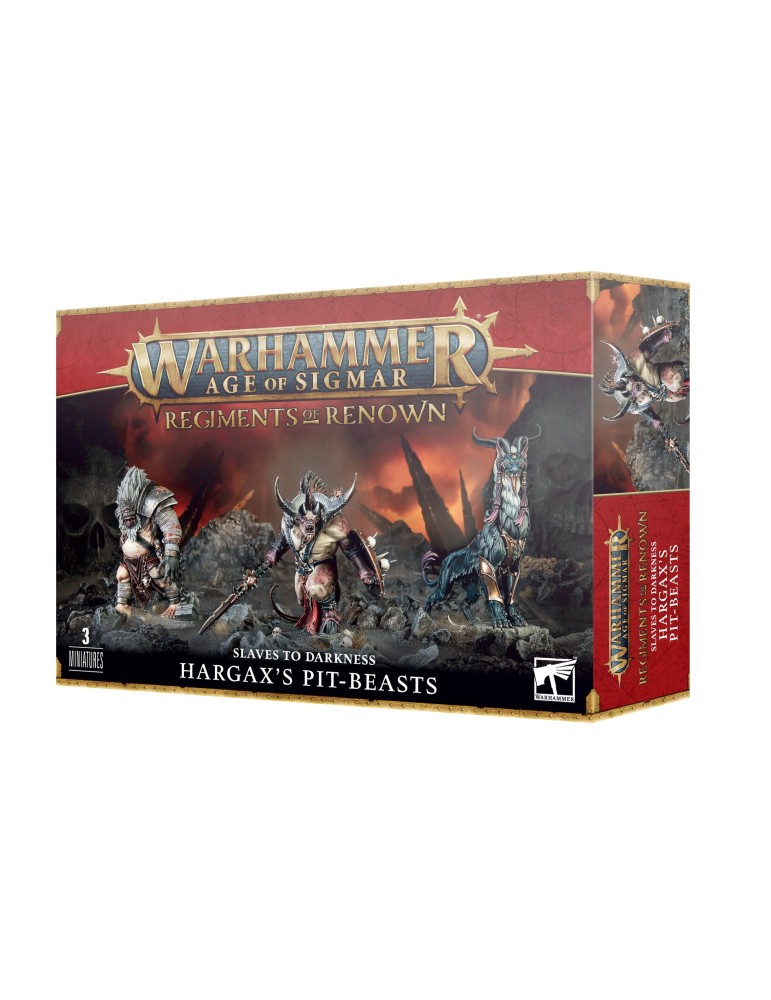 WARHAMMER
AGE OF SIGMAR
REGIMENTS OF RENOWN
3
MINIATURES
SLAVES TO DARKNESS
HARGAX'S PIT-BEASTS
WARHAMMER
WARHAMMER
AGE OF SIGMAR
REGIMENTS OF RENOWN
SLAVES TO DARKNESS
HARGAX'S
PIT-BEASTS